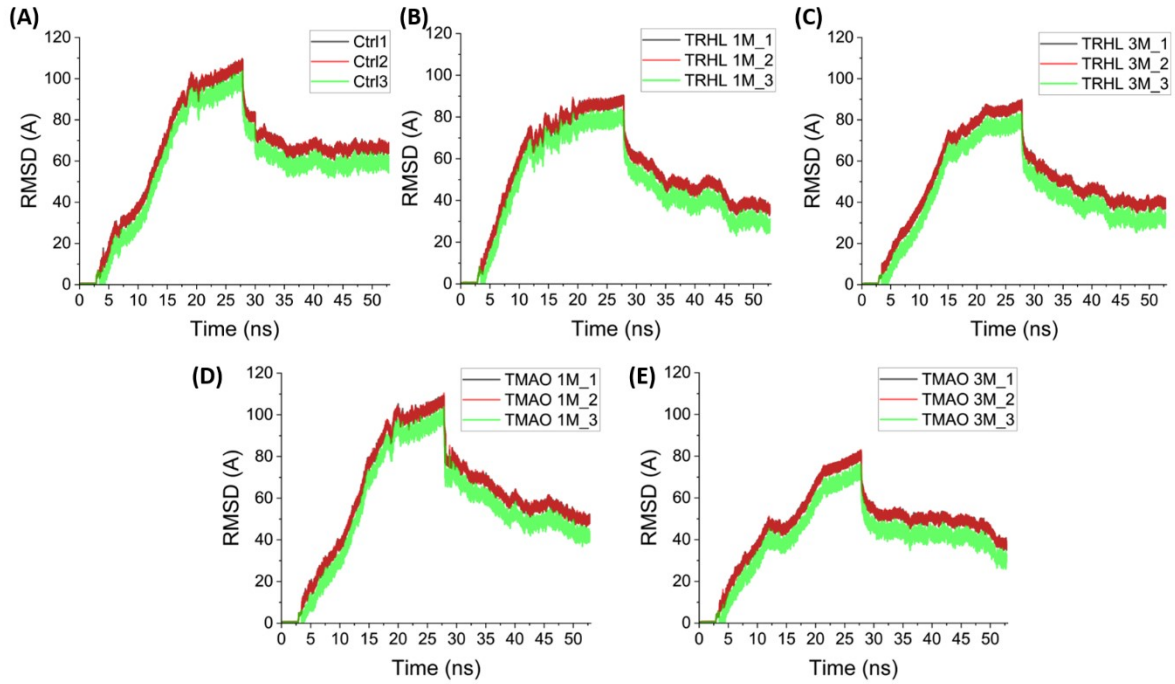 (A)
Ctrl1
Ctrl2
Ctrl3
RMSD (A)
120
100
80
60
40
20
0
0 5 10 15 20 25 30 35 40 45 50
Time (ns)
(B)
TRHL 1M_1
TRHL 1M_2
TRHL 1M_3
RMSD (A)
120
100
80
60
40
20
0
0 5 10 15 20 25 30 35 40 45 50
Time (ns)
(C)
TRHL 3M_1
TRHL 3M_2
TRHL 3M_3
RMSD (A)
120
100
80
60
40
20
0
0 5 10 15 20 25 30 35 40 45 50
Time (ns)
(D)
TMAO 1M_1
TMAO 1M_2
TMAO 1M_3
RMSD (A)
120
100
80
60
40
20
0
0 5 10 15 20 25 30 35 40 45 50
Time (ns)
(E)
TMAO 3M_1
TMAO 3M_2
TMAO 3M_3
RMSD (A)
120
100
80
60
40
20
0
0 5 10 15 20 25 30 35 40 45 50
Time (ns)